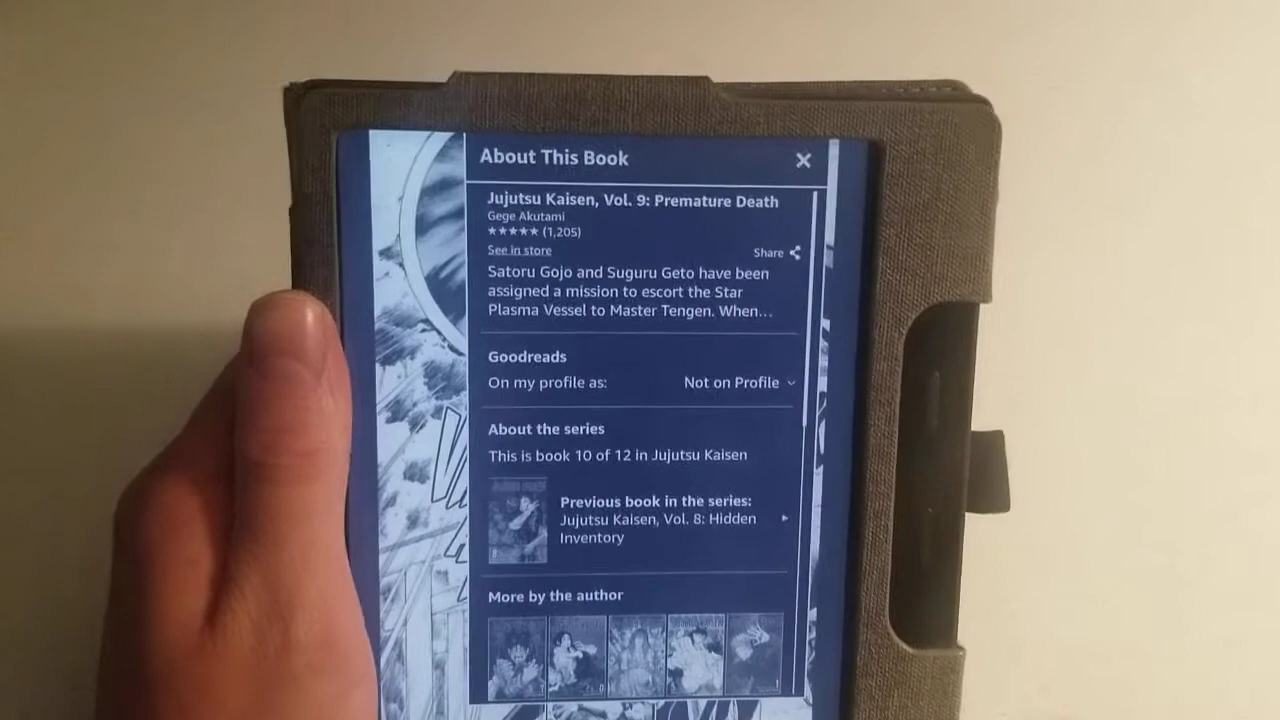 About This Book
Jujutsu Kaisen, Vol. 9: Premature Death
Gege Akutami
★★★★★ (1,205)
See in store
Share
Satoru Gojo and Suguru Geto have been
assigned a mission to escort the Star
Plasma Vessel to Master Tengen. When...
Goodreads
On my profile as:
Not on Profile
About the series
This is book 10 of 12 in Jujutsu Kaisen
Previous book in the series:
Jujutsu Kaisen, Vol. 8: Hidden
Inventory
8
More by the author
0
1